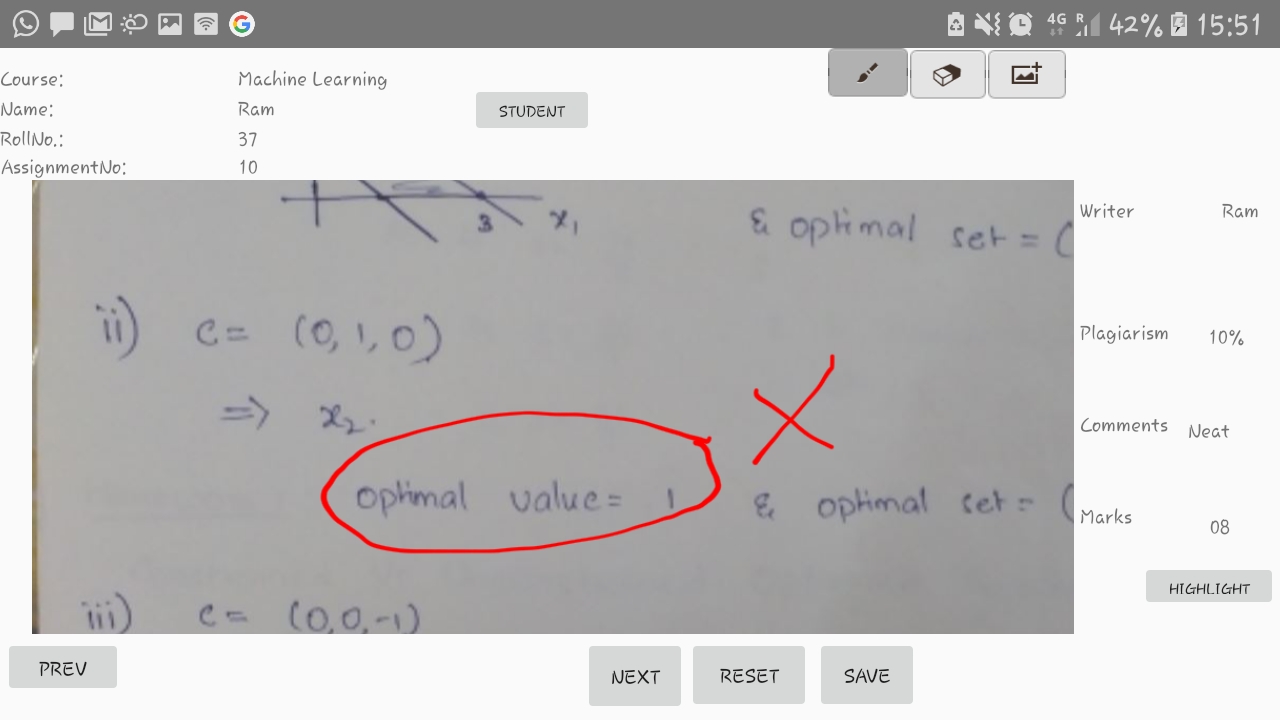 4G R 42% 15:51
Course: Machine Learning
Name: Ram
STUDENT
RollNo.: 37
AssignmentNo: 10
3 x₁
& optimal set = (
Writer Ram
ii) c = (0, 1, 0)
Plagiarism 10%
⇒ x₂.
Comments Neat
optimal value = 1 & optimal set = (
Marks 08
HIGHLIGHT
iii) c = (0,0,-1)
PREV
NEXT
RESET
SAVE